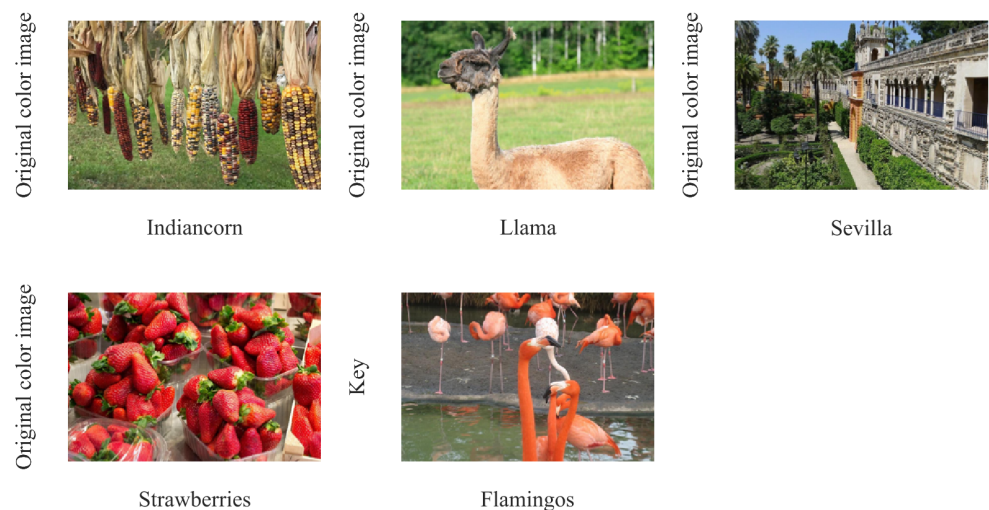 Original color image
Original color image
Original color image
Indiancorn
Llama
Sevilla
Original color image
Key
Strawberries
Flamingos